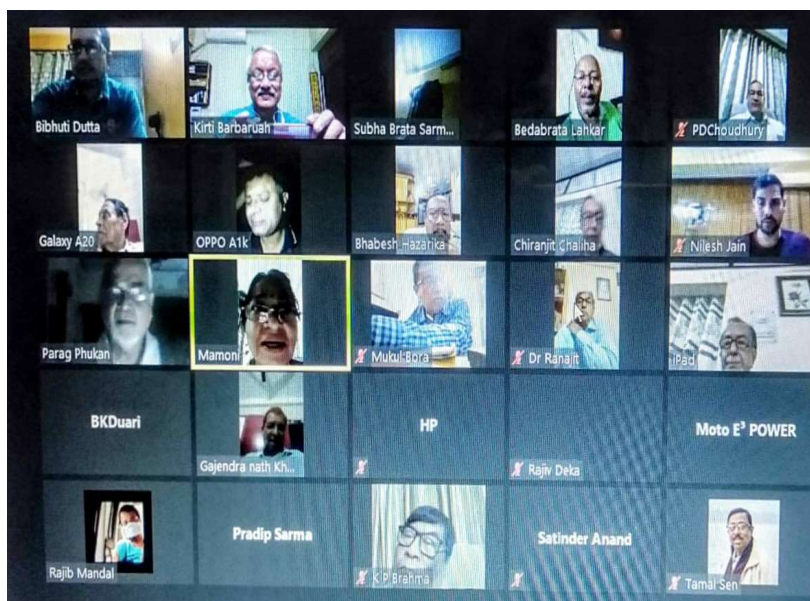 Bibhuti Dutta
Kirti Barbaruah
Subha Brata Sarm...
Bedabrata Lahkar
PDChoudhury
Galaxy A20
OPPO A1k
Bhabesh Hazarika
Chiranjit Chaliha
Nilesh Jain
Parag Phukan
Mamoni
Mukul Bora
Dr Ranajit
iPad
BKDuari
Gajendra nath Kh...
HP
Rajiv Deka
Moto E³ POWER
Rajib Mandal
Pradip Sarma
K P Brahma
Satinder Anand
Tamal Sen